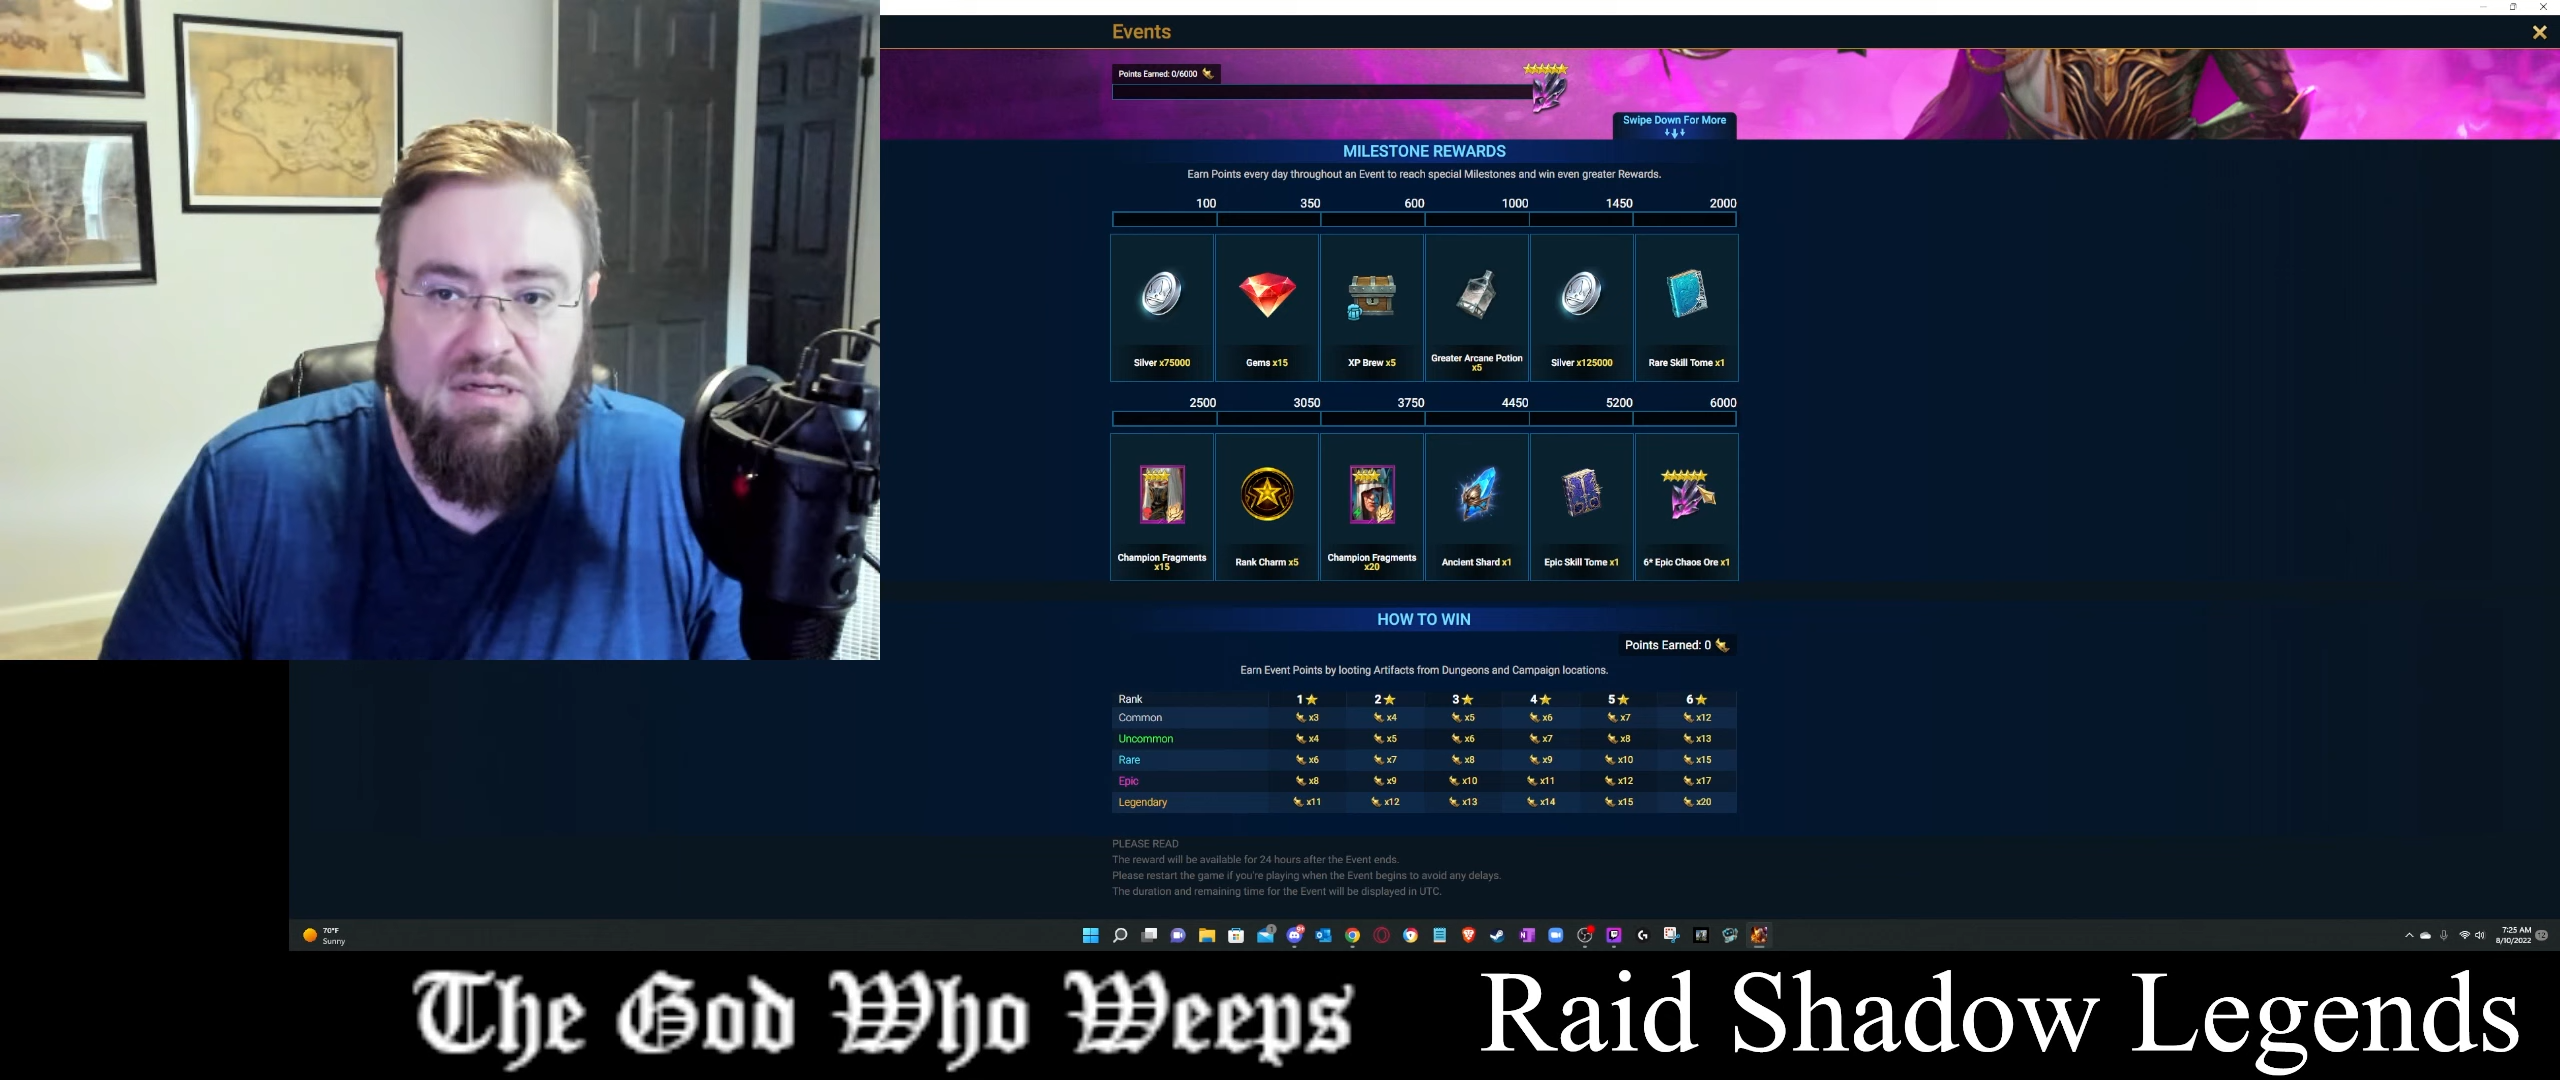 Events
Points Earned: 0/6000
Swipe Down For More
MILESTONE REWARDS
Earn Points every day throughout an Event to reach special Milestones and win even greater Rewards.
100 350 600 1000 1450 2000
Silver x75000
Gems x15
XP Brew x5
Greater Arcane Potion
x5
Silver x125000
Rare Skill Tome x1
2500 3050 3750 4450 5200 6000
Champion Fragments
x15
Rank Charm x5
Champion Fragments
x20
Ancient Shard x1
Epic Skill Tome x1
6* Epic Chaos Ore x1
HOW TO WIN
Points Earned: 0
Earn Event Points by looting Artifacts from Dungeons and Campaign locations.
Rank 1 2 3 4 5 6
Common x3 x4 x5 x6 x7 x12
Uncommon x4 x5 x6 x7 x8 x13
Rare x6 x7 x8 x9 x10 x15
Epic x8 x9 x10 x11 x12 x17
Legendary x11 x12 x13 x14 x15 x20
PLEASE READ
The reward will be available for 24 hours after the Event ends.
Please restart the game if you're playing when the Event begins to avoid any delays.
The duration and remaining time for the Event will be displayed in UTC.
70°F
Sunny
7:25 AM
8/10/2022
12
The God Who Weeps
Raid Shadow Legends